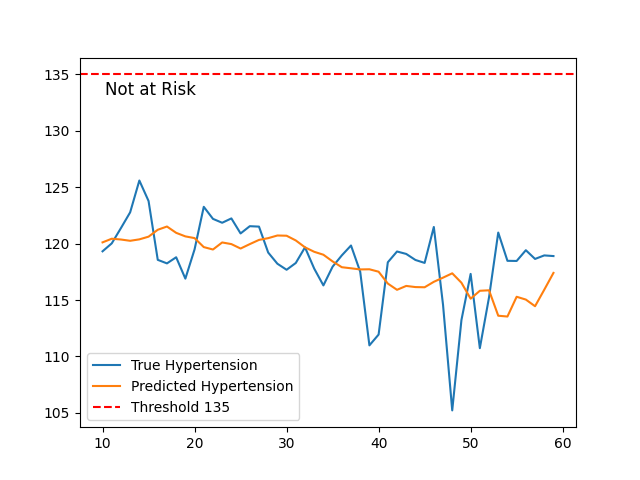 135
130
125
120
115
110
105
Not at Risk
True Hypertension
Predicted Hypertension
Threshold 135
10 20 30 40 50 60